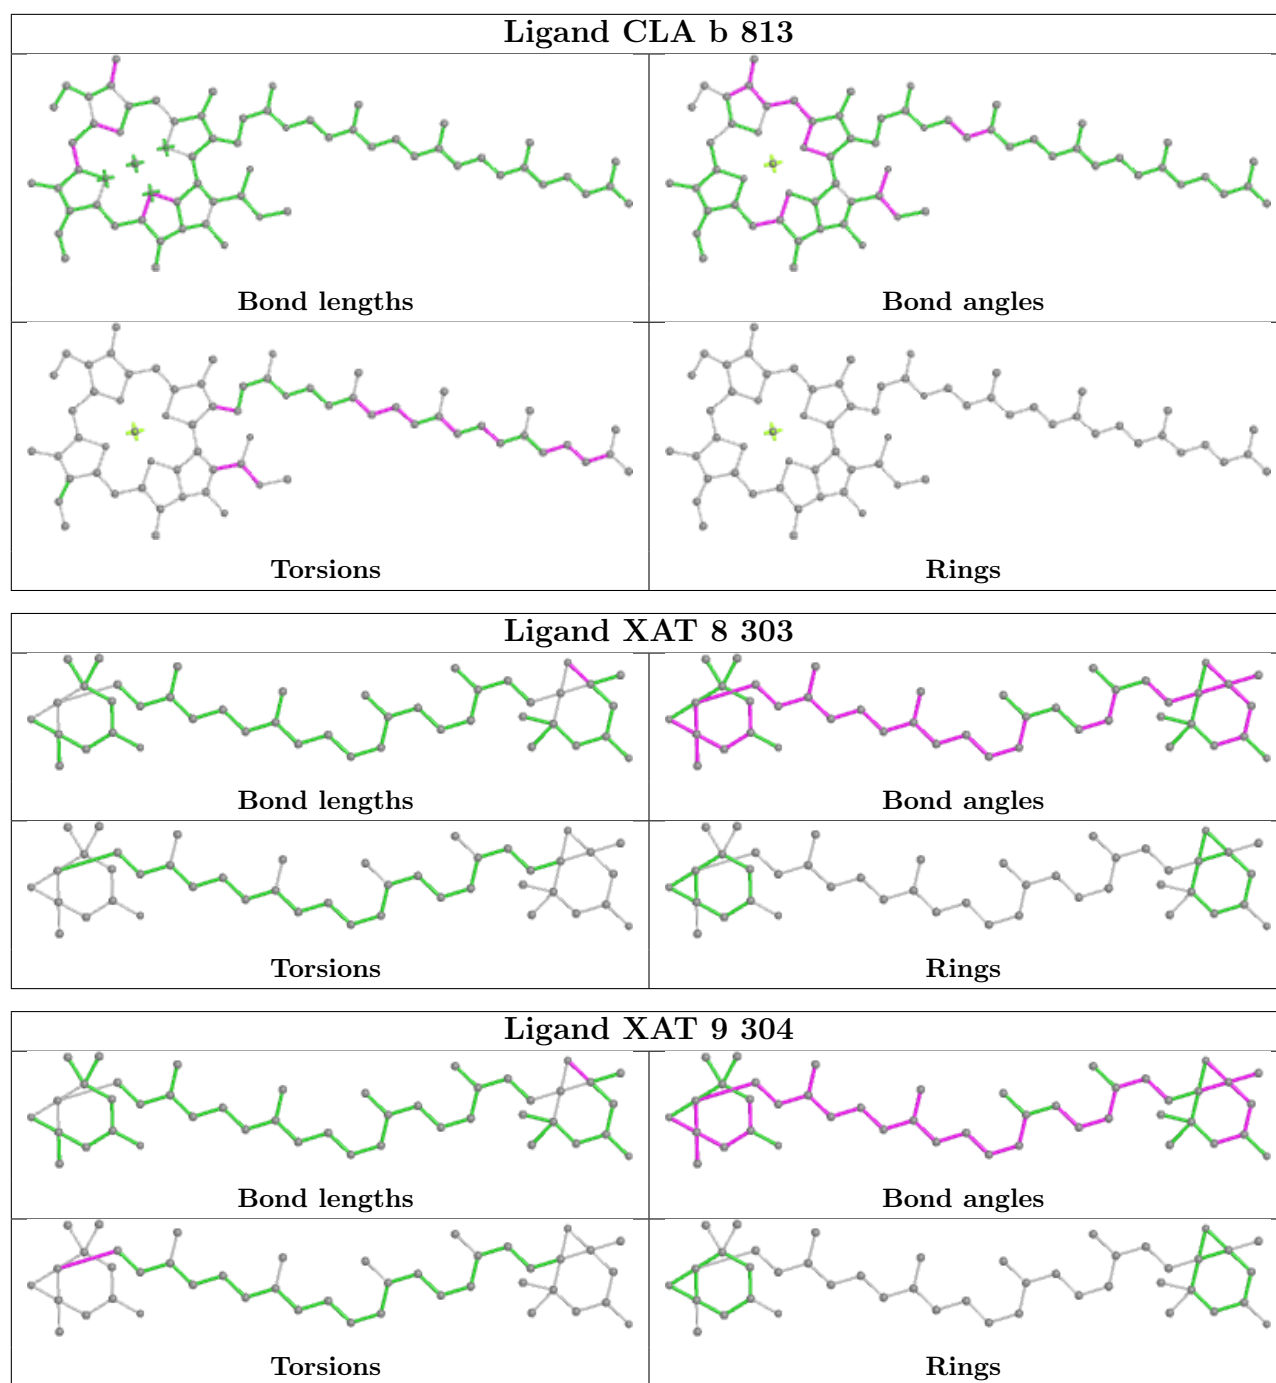 Ligand CLA b 813
Bond lengths
Bond angles
Torsions
Rings
Ligand XAT 8 303
Bond lengths
Bond angles
Torsions
Rings
Ligand XAT 9 304
Bond lengths
Bond angles
Torsions
Rings